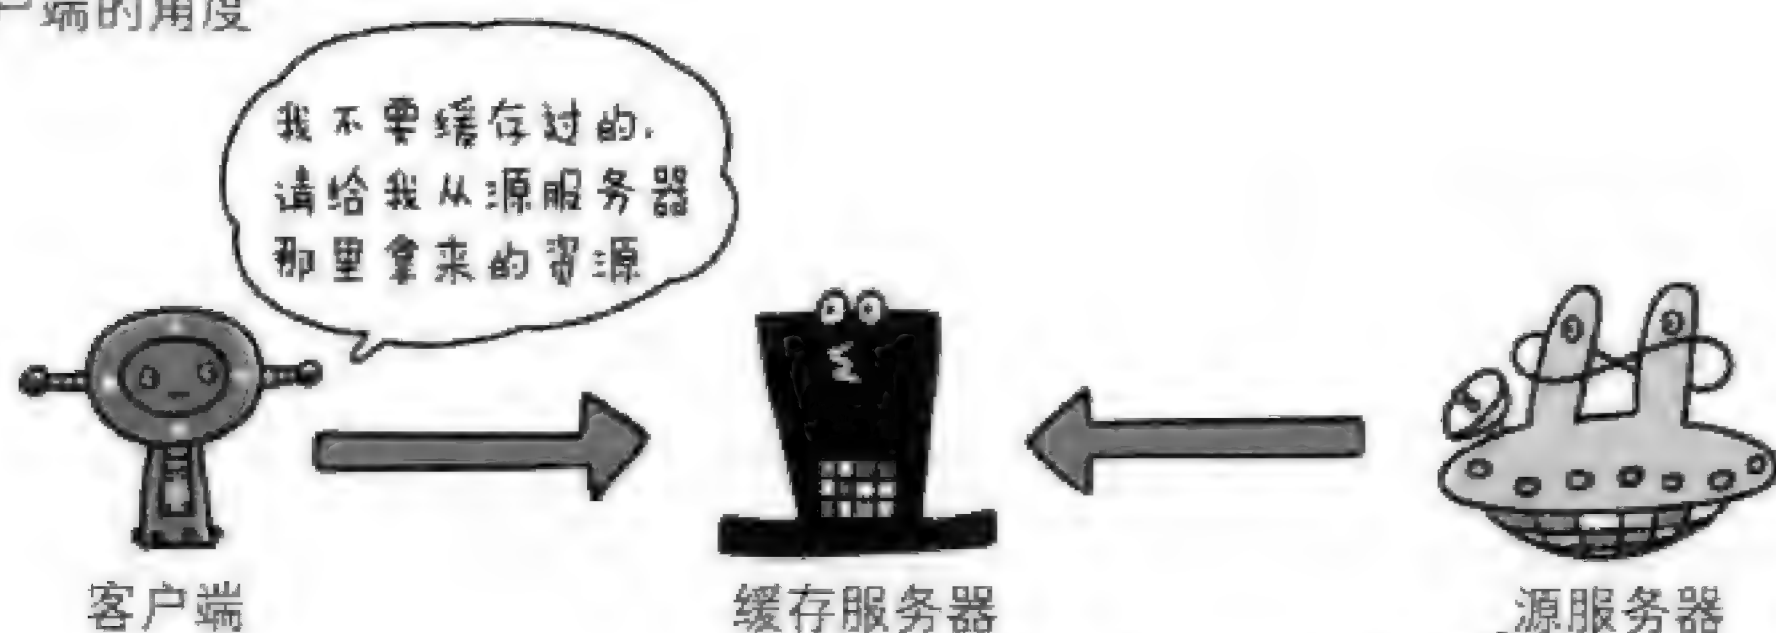 户端的角度
我不要缓存过的，
请给我从源服务器
那里拿来的资源
客户端
缓存服务器
源服务器